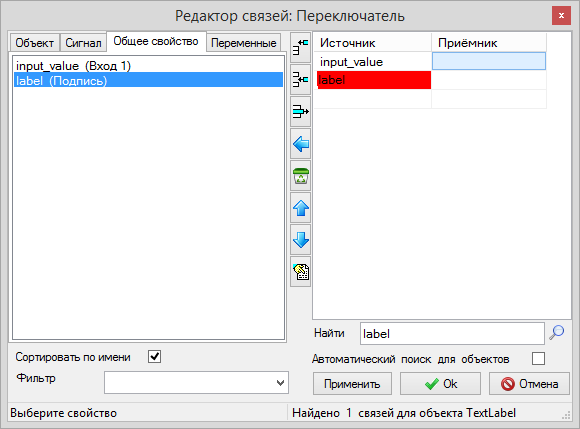 Редактор связей: Переключатель
x
Объект Сигнал Общее свойство Переменные
input_value (Вход 1)
label (Подпись)
Источник Приёмник
input_value
label
Найти label
Сортировать по имени
Автоматический поиск для объектов
Фильтр
Применить Ok Отмена
Выберите свойство
Найдено 1 связей для объекта TextLabel